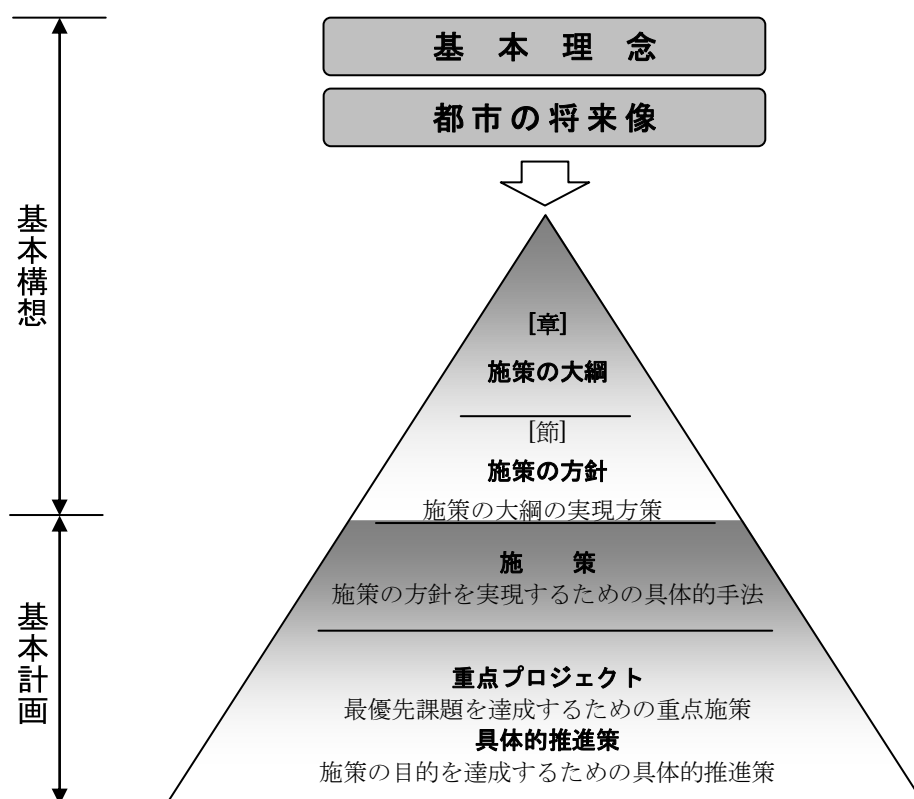 基本理念
都市の将来像
基本構想
[章]
施策の大綱
[節]
施策の方針
施策の大綱の実現方策
基本計画
施策
施策の方針を実現するための具体的手法
重点プロジェクト
最優先課題を達成するための重点施策
具体的推進策
施策の目的を達成するための具体的推進策